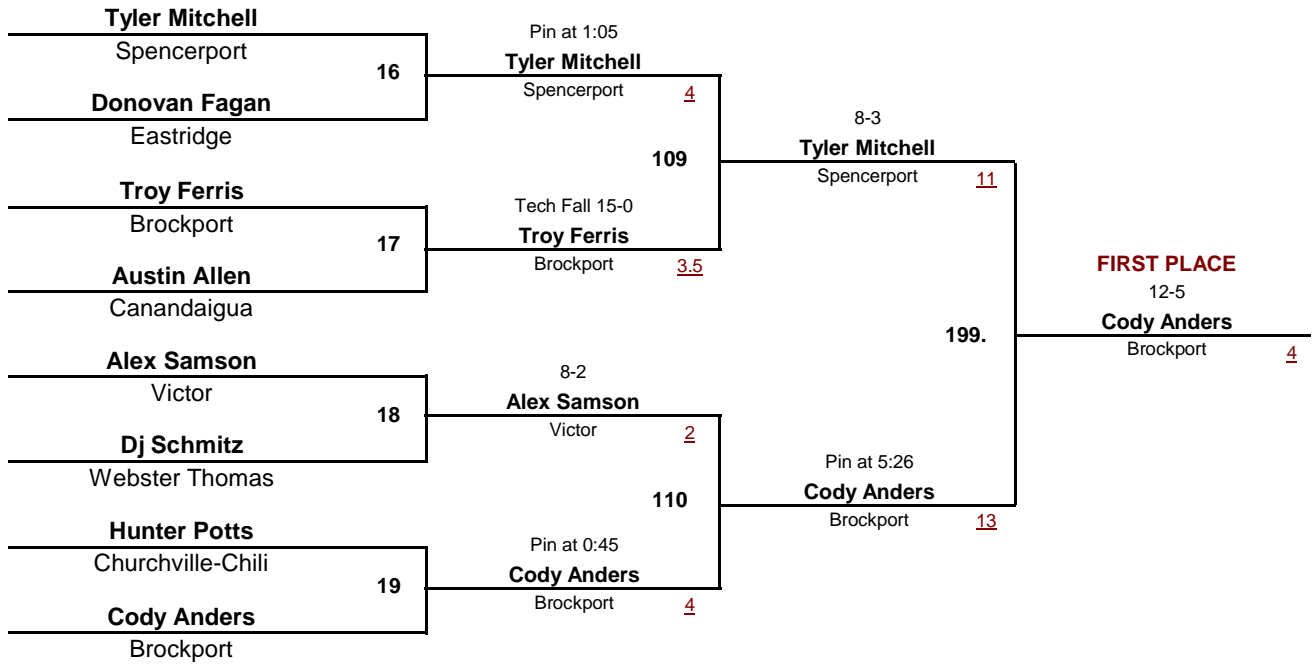 Tyler Mitchell
Spencerport
16
Donovan Fagan
Eastridge
Troy Ferris
Brockport
17
Austin Allen
Canandaigua
Alex Samson
Victor
18
Dj Schmitz
Webster Thomas
Hunter Potts
Churchville-Chili
19
Cody Anders
Brockport
Pin at 1:05
Tyler Mitchell
Spencerport 4
109
Tech Fall 15-0
Troy Ferris
Brockport 3.5
8-2
Alex Samson
Victor 2
110
Pin at 0:45
Cody Anders
Brockport 4
8-3
Tyler Mitchell
Spencerport 11
199.
Pin at 5:26
Cody Anders
Brockport 13
FIRST PLACE
12-5
Cody Anders
Brockport 4